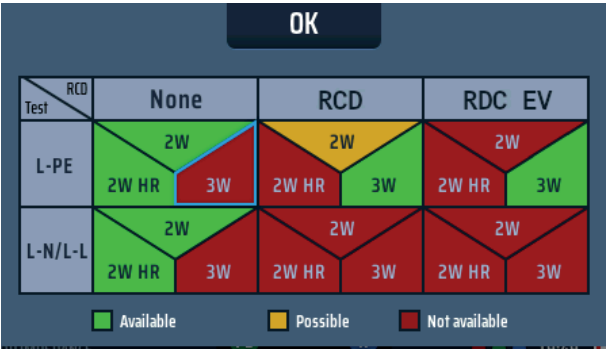 OK
RCD
Test
None RCD RDC EV
L-PE
2W 2W 2W
2W HR 3W 2W HR 3W 2W HR 3W
L-N/L-L
2W 2W 2W
2W HR 3W 2W HR 3W 2W HR 3W
Available Possible Not available